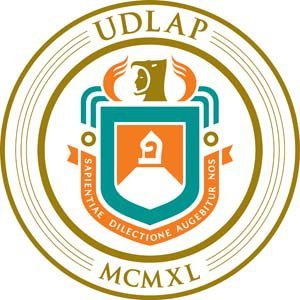 UDLAP
SAPIENTIAE DILECTIONE AUGEBITUR NOS
MCMXL